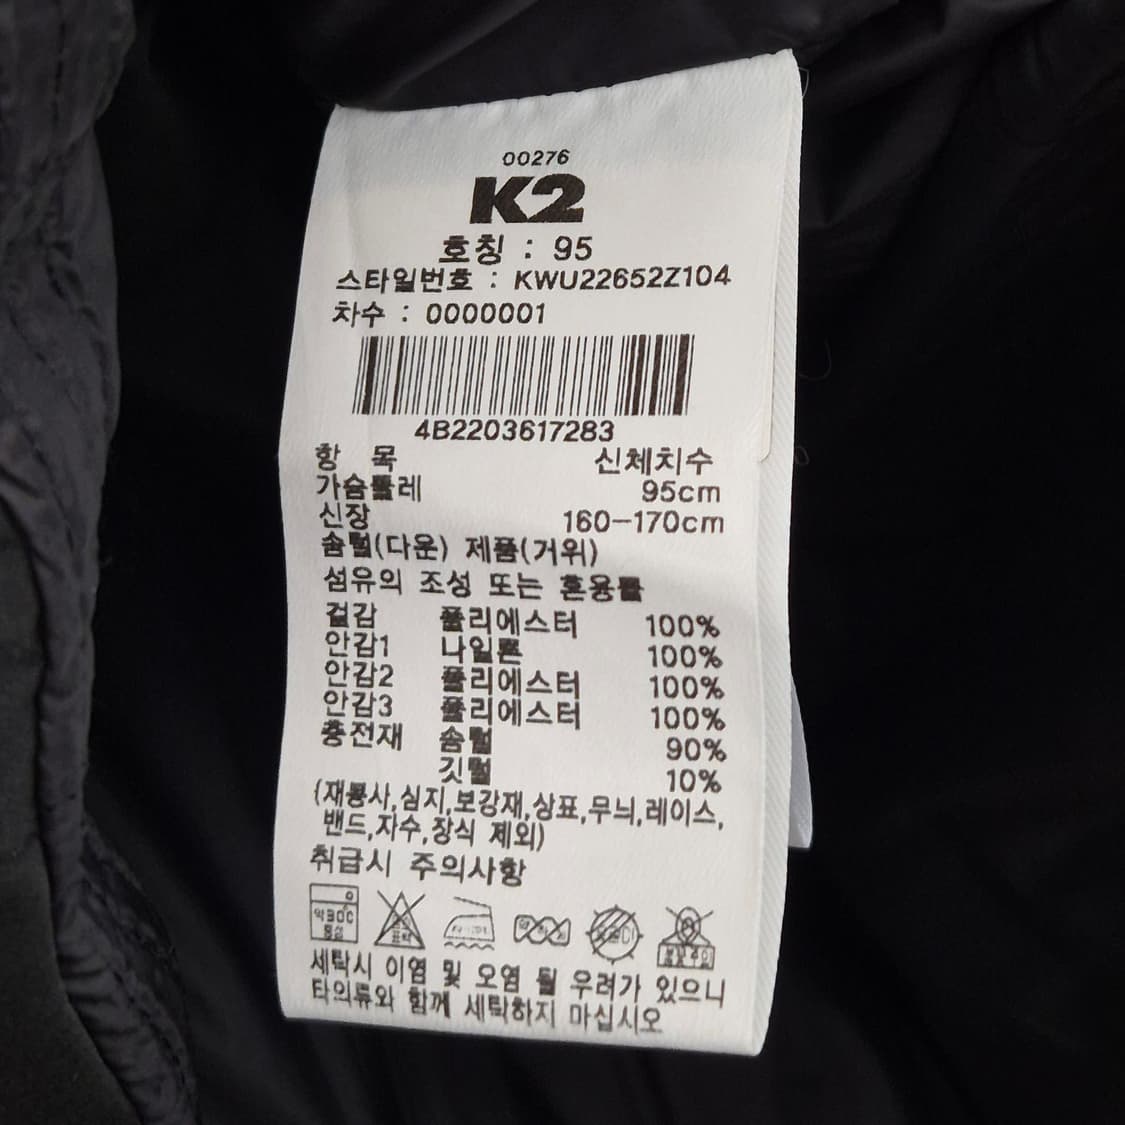 00276
K2
호칭 : 95
스타일번호 : KWU22652Z104
차수 : 0000001
4B2203617283
항 목 신체치수
가슴둘레 95cm
신장 160-170cm
솜털(다운) 제품(거위)
섬유의 조성 또는 혼용률
겉감 폴리에스터 100%
안감1 나일론 100%
안감2 폴리에스터 100%
안감3 폴리에스터 100%
충전재 솜털 90%
깃털 10%
(재봉사,심지,보강재,상표,무늬,레이스,
밴드,자수,장식 제외)
취급시 주의사항
약30℃
중성
세탁시 이염 및 오염 될 우려가 있으니
타의류와 함께 세탁하지 마십시오